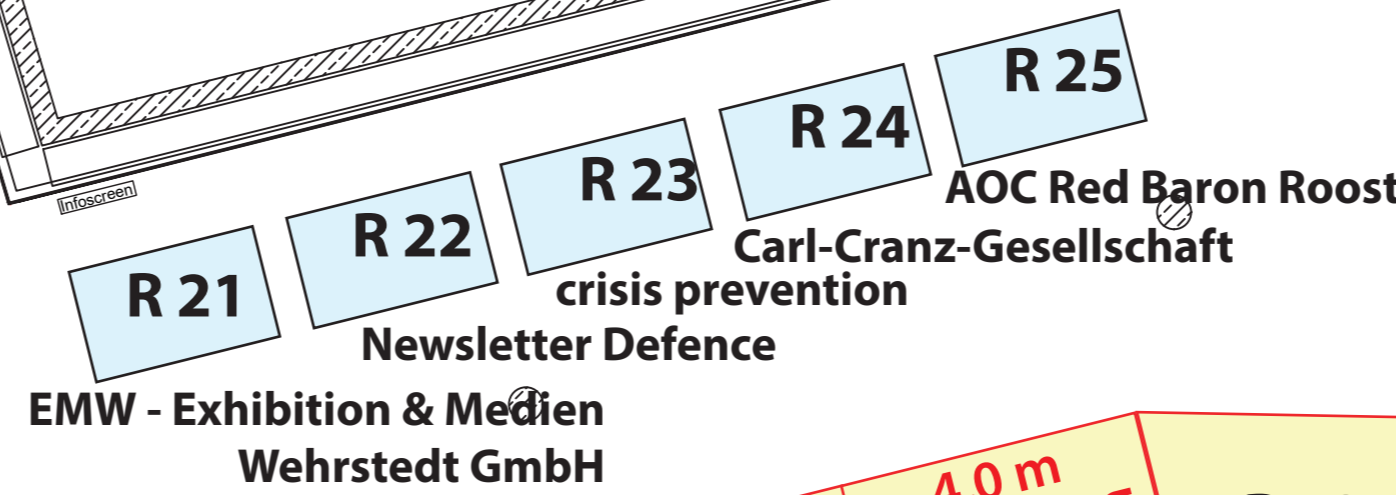 R 25
R 24
R 23
R 22
R 21
Infoscreen
AOC Red Baron Roost
Carl-Cranz-Gesellschaft
crisis prevention
Newsletter Defence
EMW - Exhibition & Medien
Wehrstedt GmbH